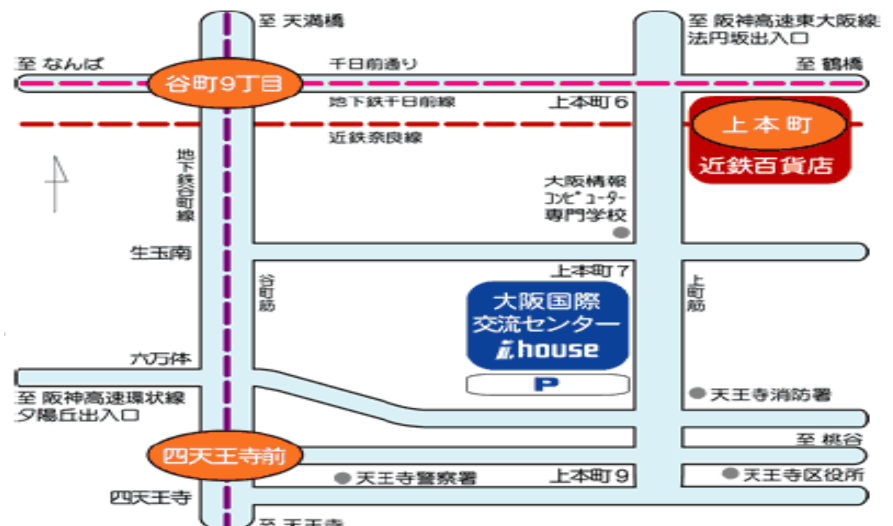 至 天満橋
至 阪神高速東大阪線
法円坂出入口
至 なんば
千日前通り
至 鶴橋
谷町9丁目
地下鉄千日前線
上本町6
上本町
近鉄奈良線
近鉄百貨店
地下鉄谷町線
大阪情報
ｺﾝﾋﾟｭｰﾀｰ
専門学校
生玉南
上本町7
谷町筋
上町筋
大阪国際
交流センター
i.house
六万体
P
至 阪神高速環状線
夕陽丘出入口
天王寺消防署
至 桃谷
四天王寺前
天王寺警察署
上本町9
天王寺区役所
四天王寺
至 天王寺